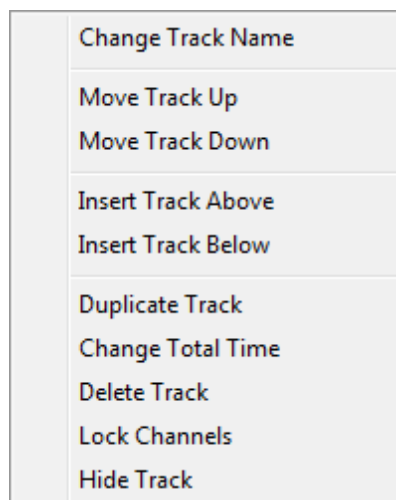 Change Track Name
Move Track Up
Move Track Down
Insert Track Above
Insert Track Below
Duplicate Track
Change Total Time
Delete Track
Lock Channels
Hide Track